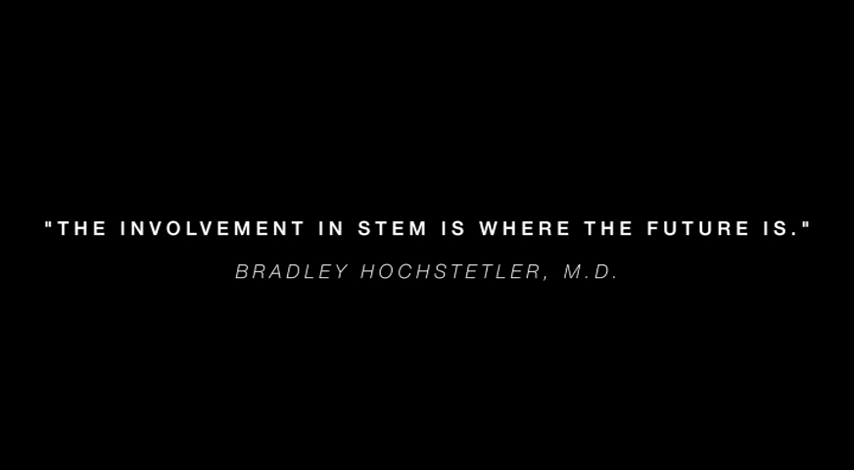 "THE INVOLVEMENT IN STEM IS WHERE THE FUTURE IS."
BRADLEY HOCHSTETLER, M.D.